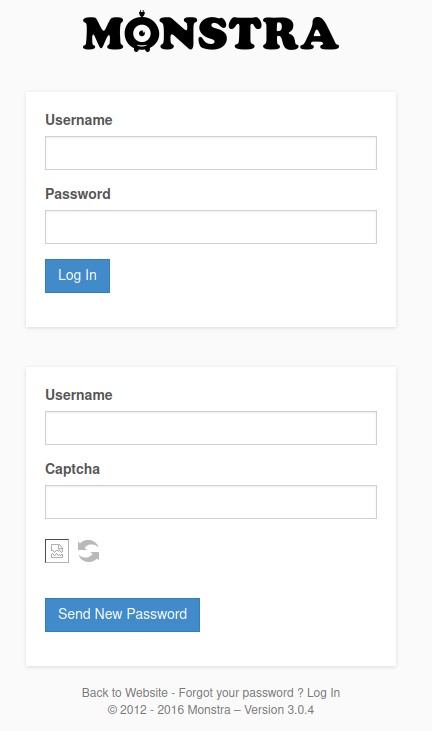 MONSTRA
Username
Password
Log In
Username
Captcha
Send New Password
Back to Website - Forgot your password ? Log In
© 2012 - 2016 Monstra – Version 3.0.4